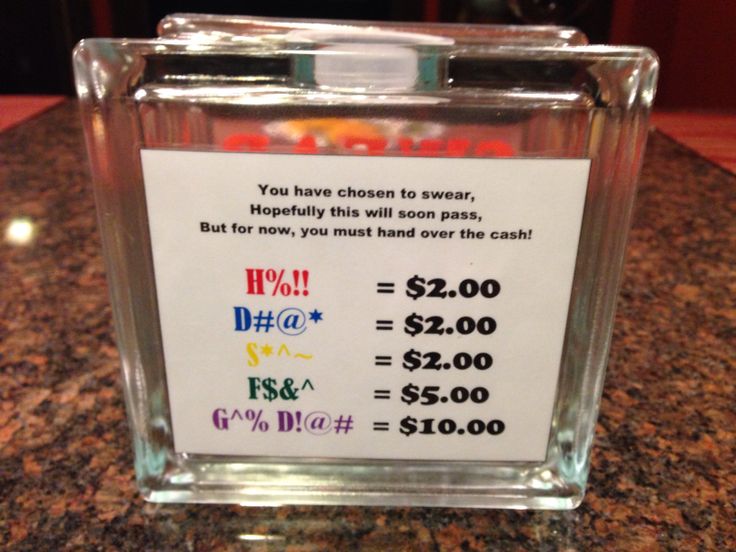 You have chosen to swear,
Hopefully this will soon pass,
But for now, you must hand over the cash!
H%!! = $2.00
D#@* = $2.00
S*^~ = $2.00
F$&^ = $5.00
G^% D!@# = $10.00